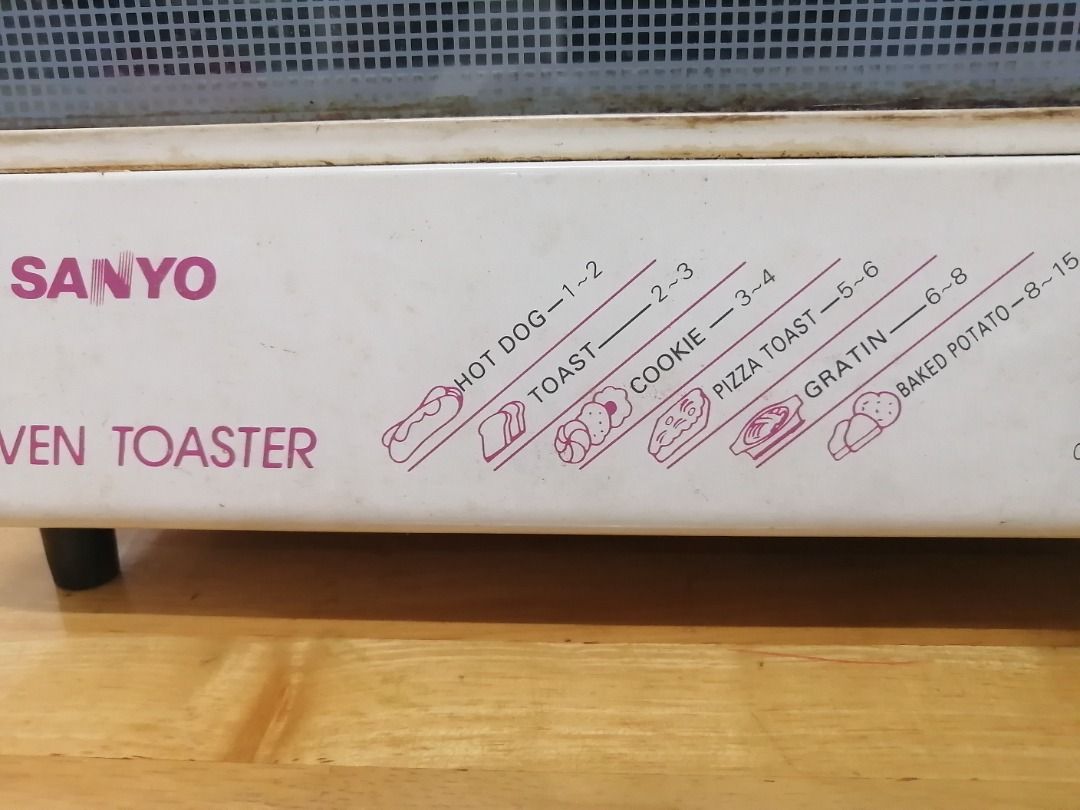 SANYO
HOT DOG—1~2
TOAST—2~3
COOKIE—3~4
PIZZA TOAST—5~6
GRATIN—6~8
BAKED POTATO—8~15
VEN TOASTER